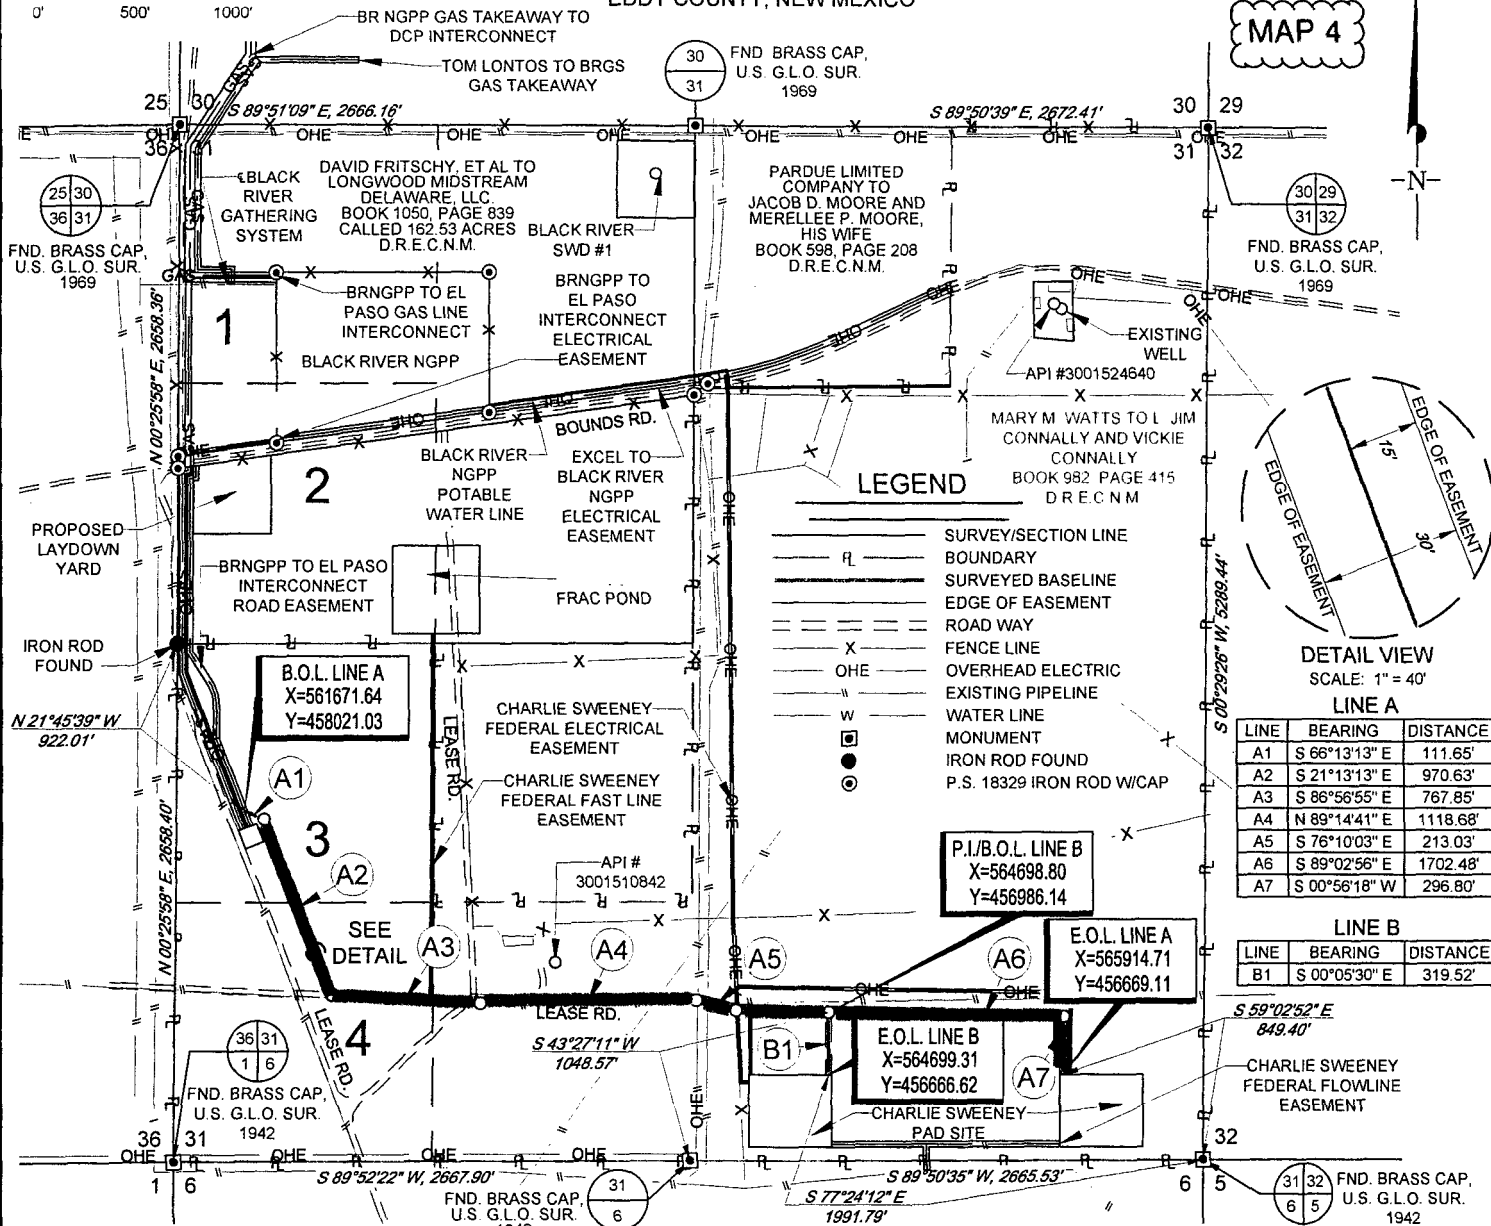 0'
500'
1000'
EDDY COUNTY, NEW MEXICO
MAP 4
-N-
BR NGPP GAS TAKEAWAY TO
DCP INTERCONNECT
TOM LONTOS TO BRGS
GAS TAKEAWAY
30
31
FND. BRASS CAP,
U.S. G.L.O. SUR.
1969
25 30
36 31
S 89°51'09" E, 2666.16'
S 89°50'39" E, 2672.41'
30 29
31 32
25 30
36 31
FND. BRASS CAP,
U.S. G.L.O. SUR.
1969
30 29
31 32
FND. BRASS CAP,
U.S. G.L.O. SUR.
1969
BLACK
RIVER
GATHERING
SYSTEM
DAVID FRITSCHY, ET AL TO
LONGWOOD MIDSTREAM
DELAWARE, LLC.
BOOK 1050, PAGE 839
CALLED 162.53 ACRES
D.R.E.C.N.M.
BLACK RIVER
SWD #1
PARDUE LIMITED
COMPANY TO
JACOB D. MOORE AND
MERELLEE P. MOORE,
HIS WIFE
BOOK 598, PAGE 208
D.R.E.C.N.M.
BRNGPP TO EL
PASO GAS LINE
INTERCONNECT
BRNGPP TO
EL PASO
INTERCONNECT
ELECTRICAL
EASEMENT
1
BLACK RIVER NGPP
N 00°25'58" E, 2658.36'
EXISTING
WELL
API #3001524640
BOUNDS RD.
2
BLACK RIVER
NGPP
POTABLE
WATER LINE
EXCEL TO
BLACK RIVER
NGPP
ELECTRICAL
EASEMENT
MARY M WATTS TO L JIM
CONNALLY AND VICKIE
CONNALLY
BOOK 982 PAGE 415
D R E C N M
PROPOSED
LAYDOWN
YARD
BRNGPP TO EL PASO
INTERCONNECT
ROAD EASEMENT
FRAC POND
IRON ROD
FOUND
LEGEND
SURVEY/SECTION LINE
PL BOUNDARY
SURVEYED BASELINE
EDGE OF EASEMENT
ROAD WAY
X FENCE LINE
OHE OVERHEAD ELECTRIC
\\ EXISTING PIPELINE
W WATER LINE
MONUMENT
IRON ROD FOUND
P.S. 18329 IRON ROD W/CAP
EDGE OF EASEMENT
15'
30'
EDGE OF EASEMENT
DETAIL VIEW
SCALE: 1" = 40'
S 00°29'26" W, 5289.44'
LINE A
LINE BEARING DISTANCE
A1 S 66°13'13" E 111.65'
A2 S 21°13'13" E 970.63'
A3 S 86°56'55" E 767.85'
A4 N 89°14'41" E 1118.68'
A5 S 76°10'03" E 213.03'
A6 S 89°02'56" E 1702.48'
A7 S 00°56'18" W 296.80'
LINE B
LINE BEARING DISTANCE
B1 S 00°05'30" E 319.52'
B.O.L. LINE A
X=561671.64
Y=458021.03
N 21°45'39" W
922.01'
LEASE RD.
CHARLIE SWEENEY
FEDERAL ELECTRICAL
EASEMENT
CHARLIE SWEENEY
FEDERAL FAST LINE
EASEMENT
A1
3
A2
API #
3001510842
N 00°25'58" E, 2658.40'
SEE
DETAIL
A3
A4
A5
A6
P.I./B.O.L. LINE B
X=564698.80
Y=456986.14
E.O.L. LINE A
X=565914.71
Y=456669.11
LEASE RD.
4
LEASE RD.
S 43°27'11" W
1048.57'
B1
E.O.L. LINE B
X=564699.31
Y=456666.62
A7
S 59°02'52" E
849.40'
CHARLIE SWEENEY
FEDERAL FLOWLINE
EASEMENT
CHARLIE SWEENEY
PAD SITE
36 31
1 6
FND. BRASS CAP,
U.S. G.L.O. SUR.
1942
36 31
1 6
S 89°52'22" W, 2667.90'
S 89°50'35" W, 2665.53'
FND. BRASS CAP,
U.S. G.L.O. SUR.
31
6
S 77°24'12" E
1991.79'
32
6 5
31 32
6 5
FND. BRASS CAP,
U.S. G.L.O. SUR.
1942